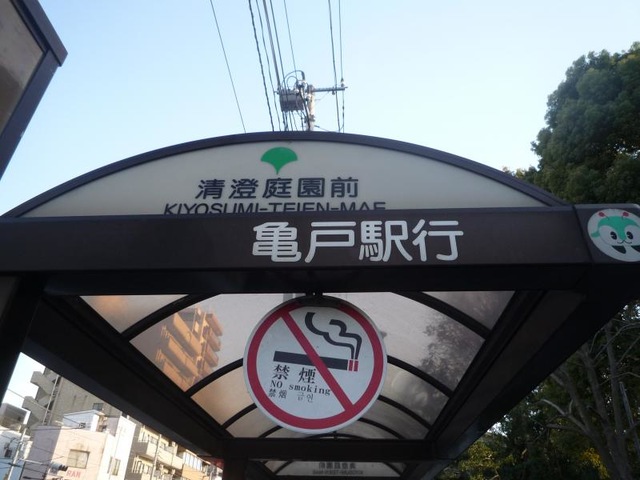 清澄庭園前
KIYOSUMI-TEIEN-MAE
亀戸駅行
禁煙
NO smoking
禁烟 금연